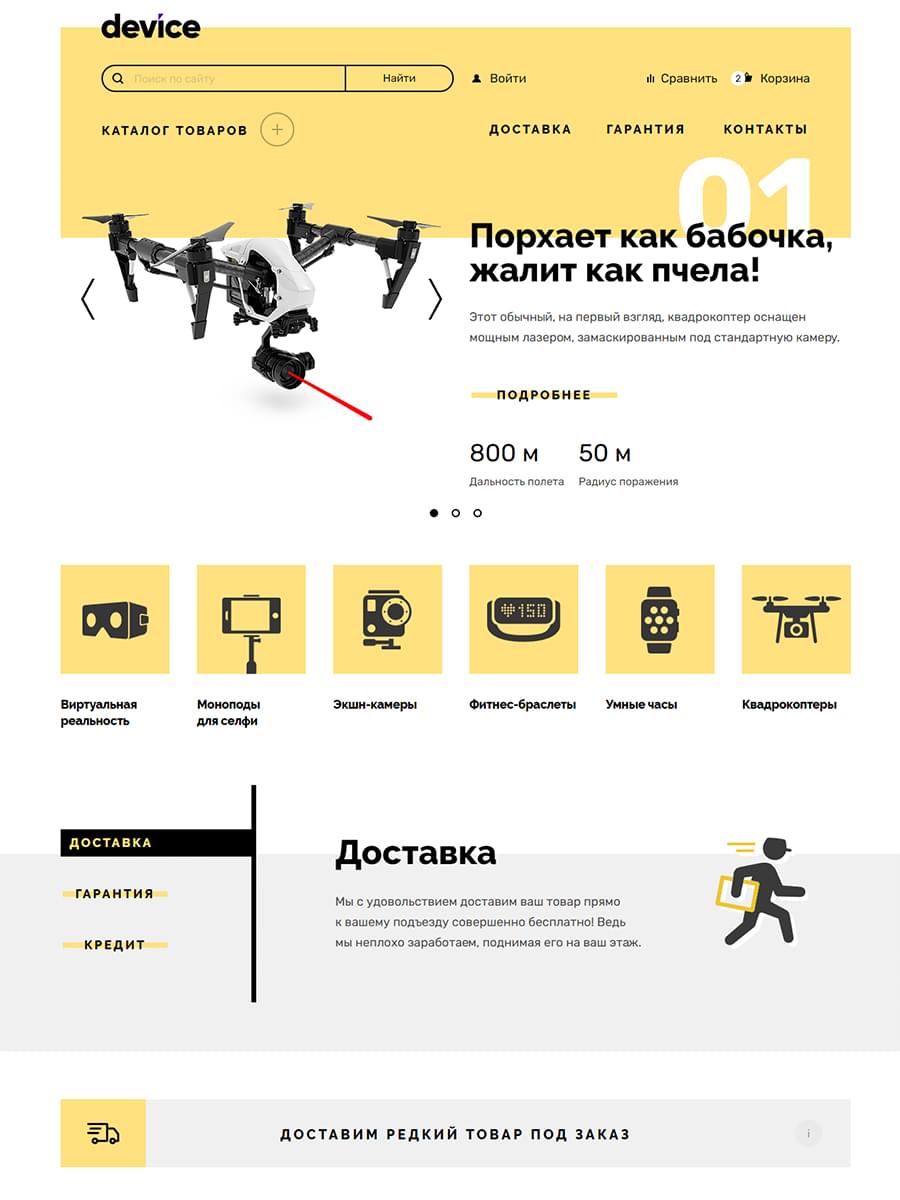 device
Поиск по сайту
Найти
Войти
Сравнить
2
Корзина
КАТАЛОГ ТОВАРОВ
ДОСТАВКА
ГАРАНТИЯ
КОНТАКТЫ
01
Порхает как бабочка,
жалит как пчела!
Этот обычный, на первый взгляд, квадрокоптер оснащен
мощным лазером, замаскированным под стандартную камеру.
ПОДРОБНЕЕ
800 м
50 м
Дальность полета
Радиус поражения
150
Виртуальная
реальность
Моноподы
для селфи
Экшн-камеры
Фитнес-браслеты
Умные часы
Квадрокоптеры
ДОСТАВКА
ГАРАНТИЯ
КРЕДИТ
Доставка
Мы с удовольствием доставим ваш товар прямо
к вашему подъезду совершенно бесплатно! Ведь
мы неплохо заработаем, поднимая его на ваш этаж.
ДОСТАВИМ РЕДКИЙ ТОВАР ПОД ЗАКАЗ
i